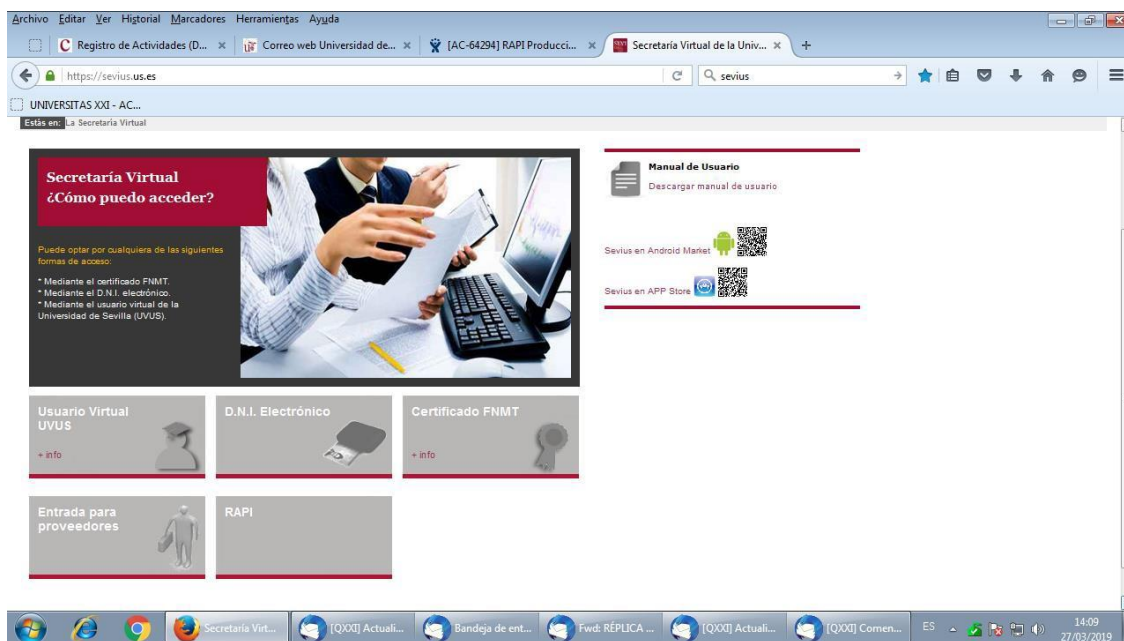 Archivo Editar Ver Historial Marcadores Herramientas Ayuda
Registro de Actividades (D... × Correo web Universidad de... × [AC-64294] RAPI Producci... × Secretaría Virtual de la Univ... × +
https://sevius.us.es sevius
UNIVERSITAS XXI - AC...
Estás en: La Secretaría Virtual
Secretaría Virtual
¿Cómo puedo acceder?
Puede optar por cualquiera de las siguientes
formas de acceso:
* Mediante el certificado FNMT.
* Mediante el D.N.I. electrónico.
* Mediante el usuario virtual de la
Universidad de Sevilla (UVUS).
Manual de Usuario
Descargar manual de usuario
Sevius en Android Market
Sevius en APP Store
Usuario Virtual
UVUS
+ info
D.N.I. Electrónico
Certificado FNMT
+ info
Entrada para
proveedores
RAPI
Secretaría Virt... [QXXI] Actuali... Bandeja de ent... Fwd: RÉPLICA ... [QXXI] Actuali... [QXXI] Comen... ES 14:09
27/03/2019